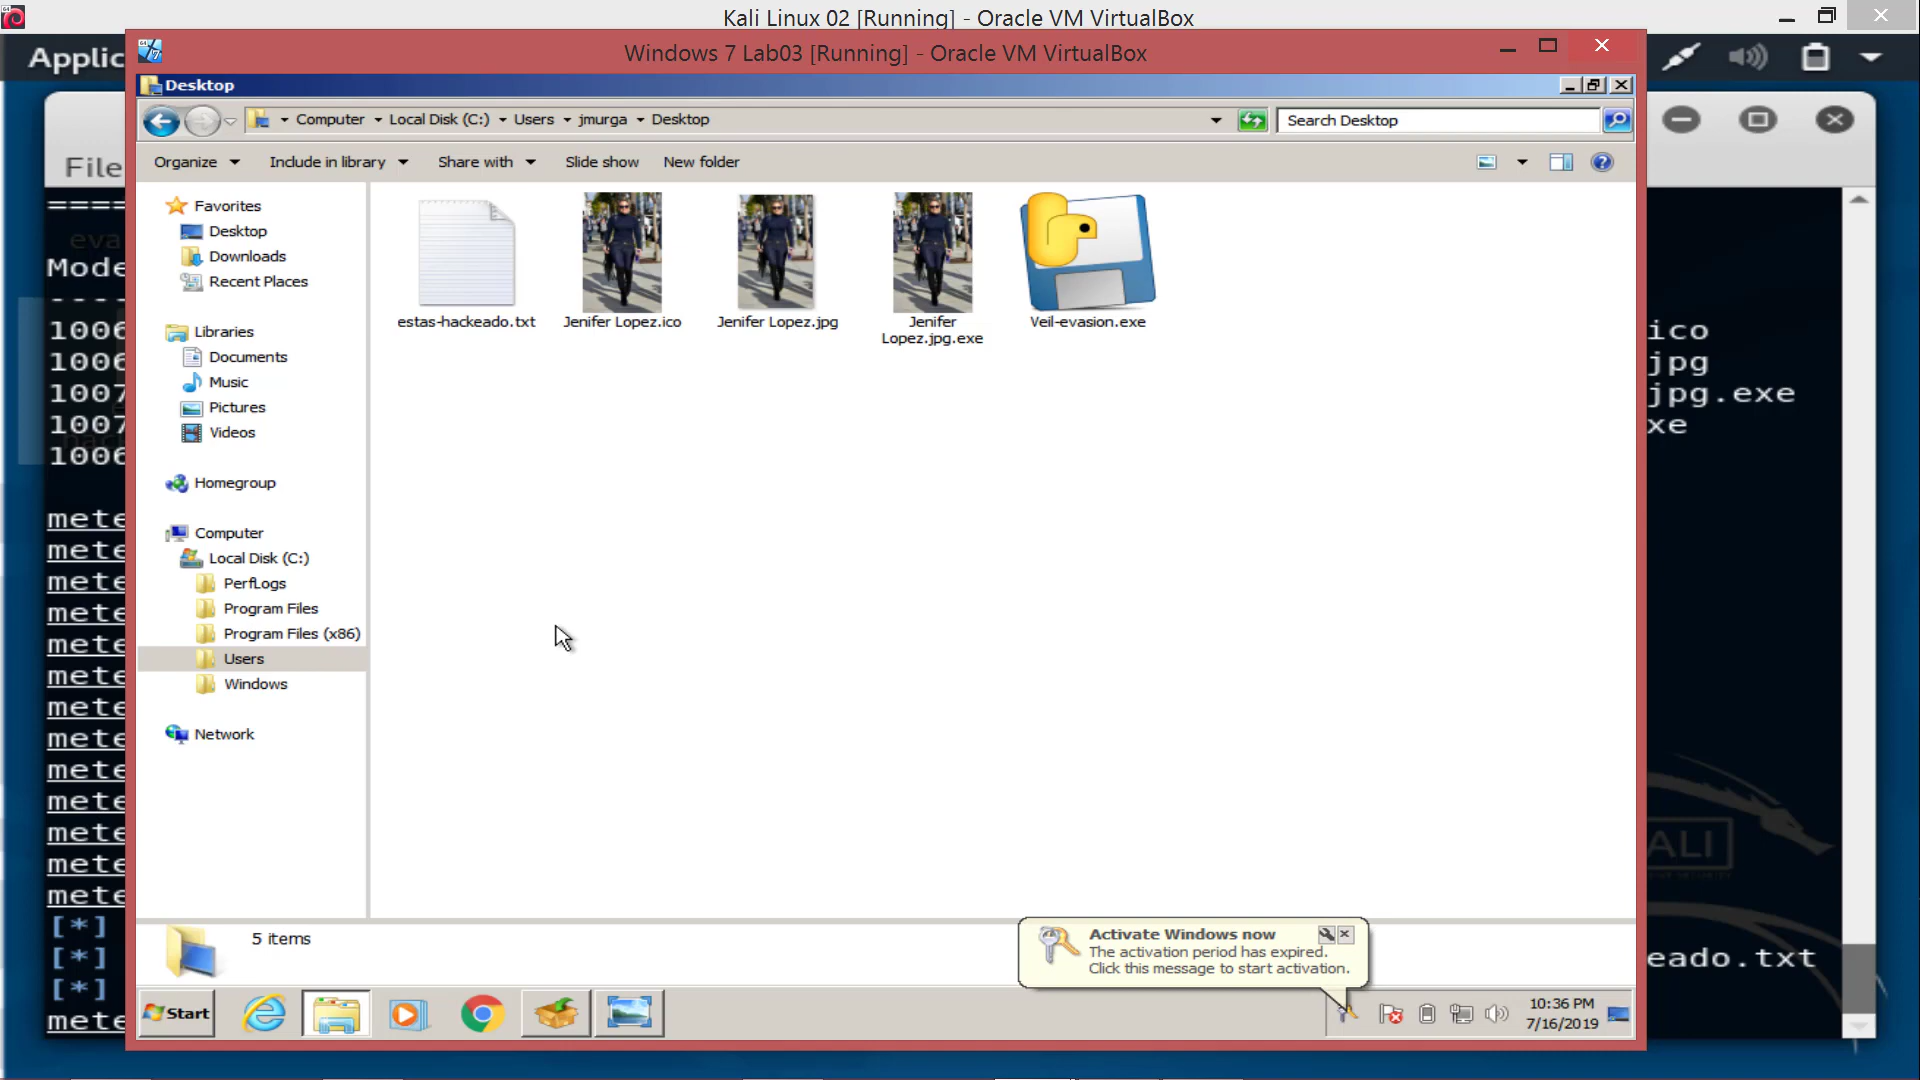 Kali Linux 02 [Running] - Oracle VM VirtualBox
Applic
Windows 7 Lab03 [Running] - Oracle VM VirtualBox
Desktop
Computer Local Disk (C:) Users jmurga Desktop
Search Desktop
File
Organize Include in library Share with Slide show New folder
Favorites
Desktop
Downloads
Recent Places
Libraries
Documents
Music
Pictures
Videos
Homegroup
Computer
Local Disk (C:)
PerfLogs
Program Files
Program Files (x86)
Users
Windows
Network
estas-hackeado.txt
Jenifer Lopez.ico
Jenifer Lopez.jpg
Jenifer
Lopez.jpg.exe
Veil-evasion.exe
====
eva
Mode
----
1006
1006
1007
1007
1006
ico
jpg
jpg.exe
xe
mete
mete
mete
mete
mete
mete
mete
mete
mete
mete
mete
mete
mete
[*]
[*]
[*]
mete
eado.txt
ALI
5 items
Activate Windows now
The activation period has expired.
Click this message to start activation.
Start
10:36 PM
7/16/2019